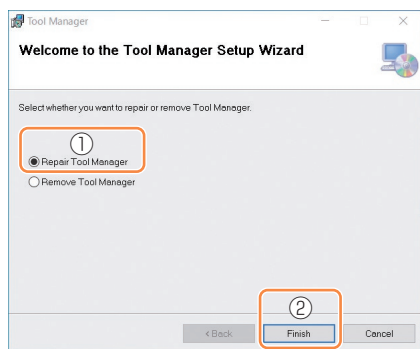 Tool Manager
Welcome to the Tool Manager Setup Wizard
Select whether you want to repair or remove Tool Manager.
①
Repair Tool Manager
Remove Tool Manager
②
< Back Finish Cancel